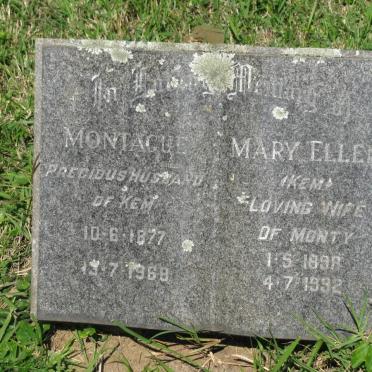 In Loving Memory of
MONTAGUE
PRECIOUS HUSBAND
OF KEM
10·6·1877
13·7·1968
MARY ELLEN
(KEM)
LOVING WIFE
OF MONTY
1·5·1898
4·7·1992